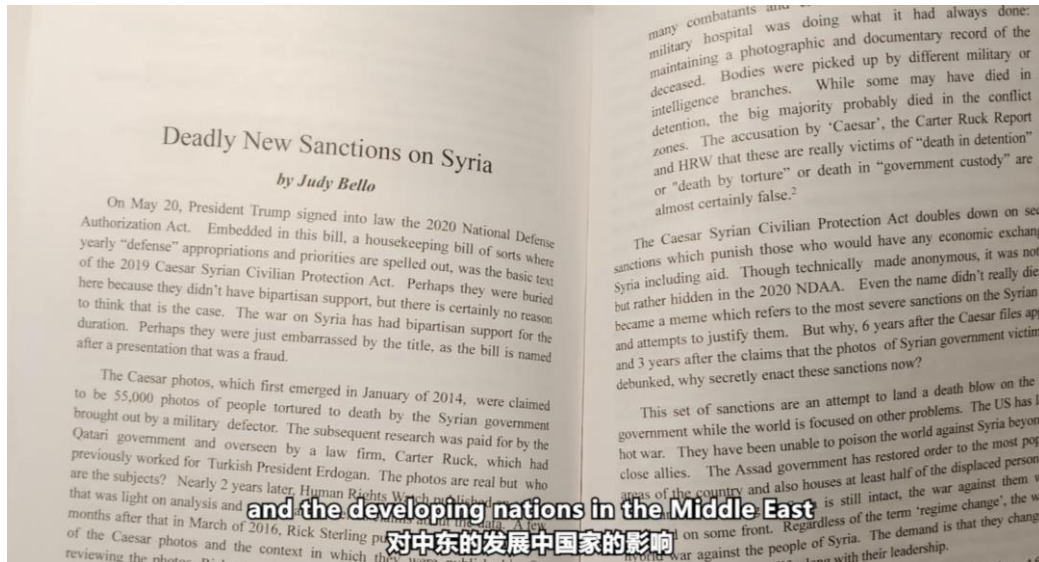 Deadly New Sanctions on Syria
by Judy Bello
On May 20, President Trump signed into law the 2020 National Defense
Authorization Act. Embedded in this bill, a housekeeping bill of sorts where
yearly “defense” appropriations and priorities are spelled out, was the basic text
of the 2019 Caesar Syrian Civilian Protection Act. Perhaps they were buried
here because they didn’t have bipartisan support, but there is certainly no reason
to think that is the case. The war on Syria has had bipartisan support for the
duration. Perhaps they were just embarrassed by the title, as the bill is named
after a presentation that was a fraud.
The Caesar photos, which first emerged in January of 2014, were claimed
to be 55,000 photos of people tortured to death by the Syrian government
brought out by a military defector. The subsequent research was paid for by the
Qatari government and overseen by a law firm, Carter Ruck, which had
previously worked for Turkish President Erdogan. The photos are real but who
are the subjects? Nearly 2 years later, Human Rights Watch published
that was light on analysis and
months after that in March of 2016, Rick Sterling
of the Caesar photos and the context in which they
reviewing the
many combatants and
military hospital was doing what it had always done:
maintaining a photographic and documentary record of the
deceased. Bodies were picked up by different military or
intelligence branches. While some may have died in
detention, the big majority probably died in the conflict
zones. The accusation by ‘Caesar’, the Carter Ruck Report
and HRW that these are really victims of “death in detention”
or "death by torture” or death in “government custody” are
almost certainly false.2
The Caesar Syrian Civilian Protection Act doubles down on
sanctions which punish those who would have any economic
Syria including aid. Though technically made anonymous, it was
but rather hidden in the 2020 NDAA. Even the name didn’t really
became a meme which refers to the most severe sanctions on the Syrian
and attempts to justify them. But why, 6 years after the Caesar files
and 3 years after the claims that the photos of Syrian government
debunked, why secretly enact these sanctions now?
This set of sanctions are an attempt to land a death blow on the
government while the world is focused on other problems. The US has
hot war. They have been unable to poison the world against Syria
close allies. The Assad government has restored order to the most
areas of the country and also houses at least half of the displaced
is still intact, the war against them
on some front. Regardless of the term ‘regime change’, the
war against the people of Syria. The demand is that they
with their leadership.
and the developing nations in the Middle East
对中东的发展中国家的影响